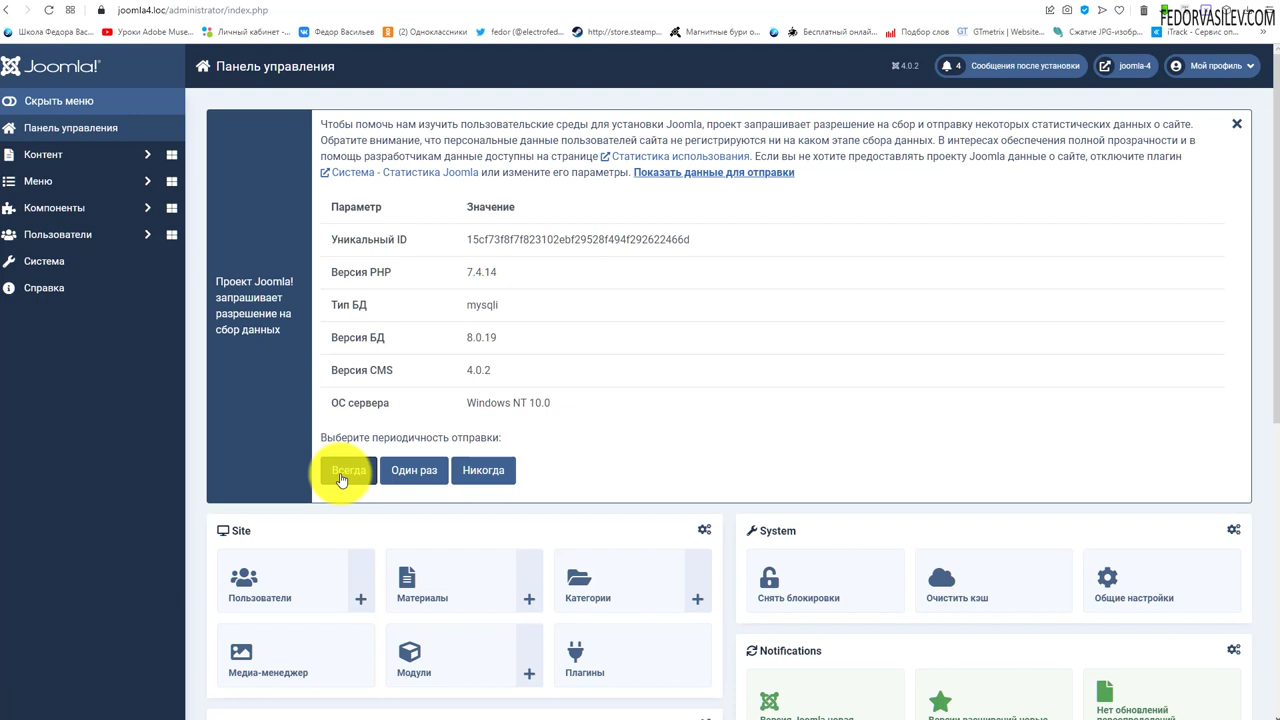 joomla4.loc/administrator/index.php
FEDORVASILEV.COM
Школа Федора Вас...
Уроки Adobe Muse...
Личный кабинет -...
Федор Васильев
(2) Одноклассники
fedor (@electrofed...
http://store.steamp...
Магнитные бури о...
Бесплатный онлай...
Подбор слов
GTmetrix | Website...
Сжатие JPG-изобр...
iTrack - Сервис оп...
Joomla!
Панель управления
4.0.2
4
Сообщения после установки
joomla-4
Мой профиль
Скрыть меню
Панель управления
Контент
Меню
Компоненты
Пользователи
Система
Справка
Проект Joomla!
запрашивает
разрешение на
сбор данных
Чтобы помочь нам изучить пользовательские среды для установки Joomla, проект запрашивает разрешение на сбор и отправку некоторых статистических данных о сайте.
Обратите внимание, что персональные данные пользователей сайта не регистрируются ни на каком этапе сбора данных. В интересах обеспечения полной прозрачности и в
помощь разработчикам данные доступны на странице Статистика использования. Если вы не хотите предоставлять проекту Joomla данные о сайте, отключите плагин
Система - Статистика Joomla или измените его параметры. Показать данные для отправки
Параметр Значение
Уникальный ID 15cf73f8f7f823102ebf29528f494f292622466d
Версия PHP 7.4.14
Тип БД mysqli
Версия БД 8.0.19
Версия CMS 4.0.2
ОС сервера Windows NT 10.0
Выберите периодичность отправки:
Всегда Один раз Никогда
Site
Пользователи
Материалы
Категории
Медиа-менеджер
Модули
Плагины
System
Снять блокировки
Очистить кэш
Общие настройки
Notifications
Нет обновлений